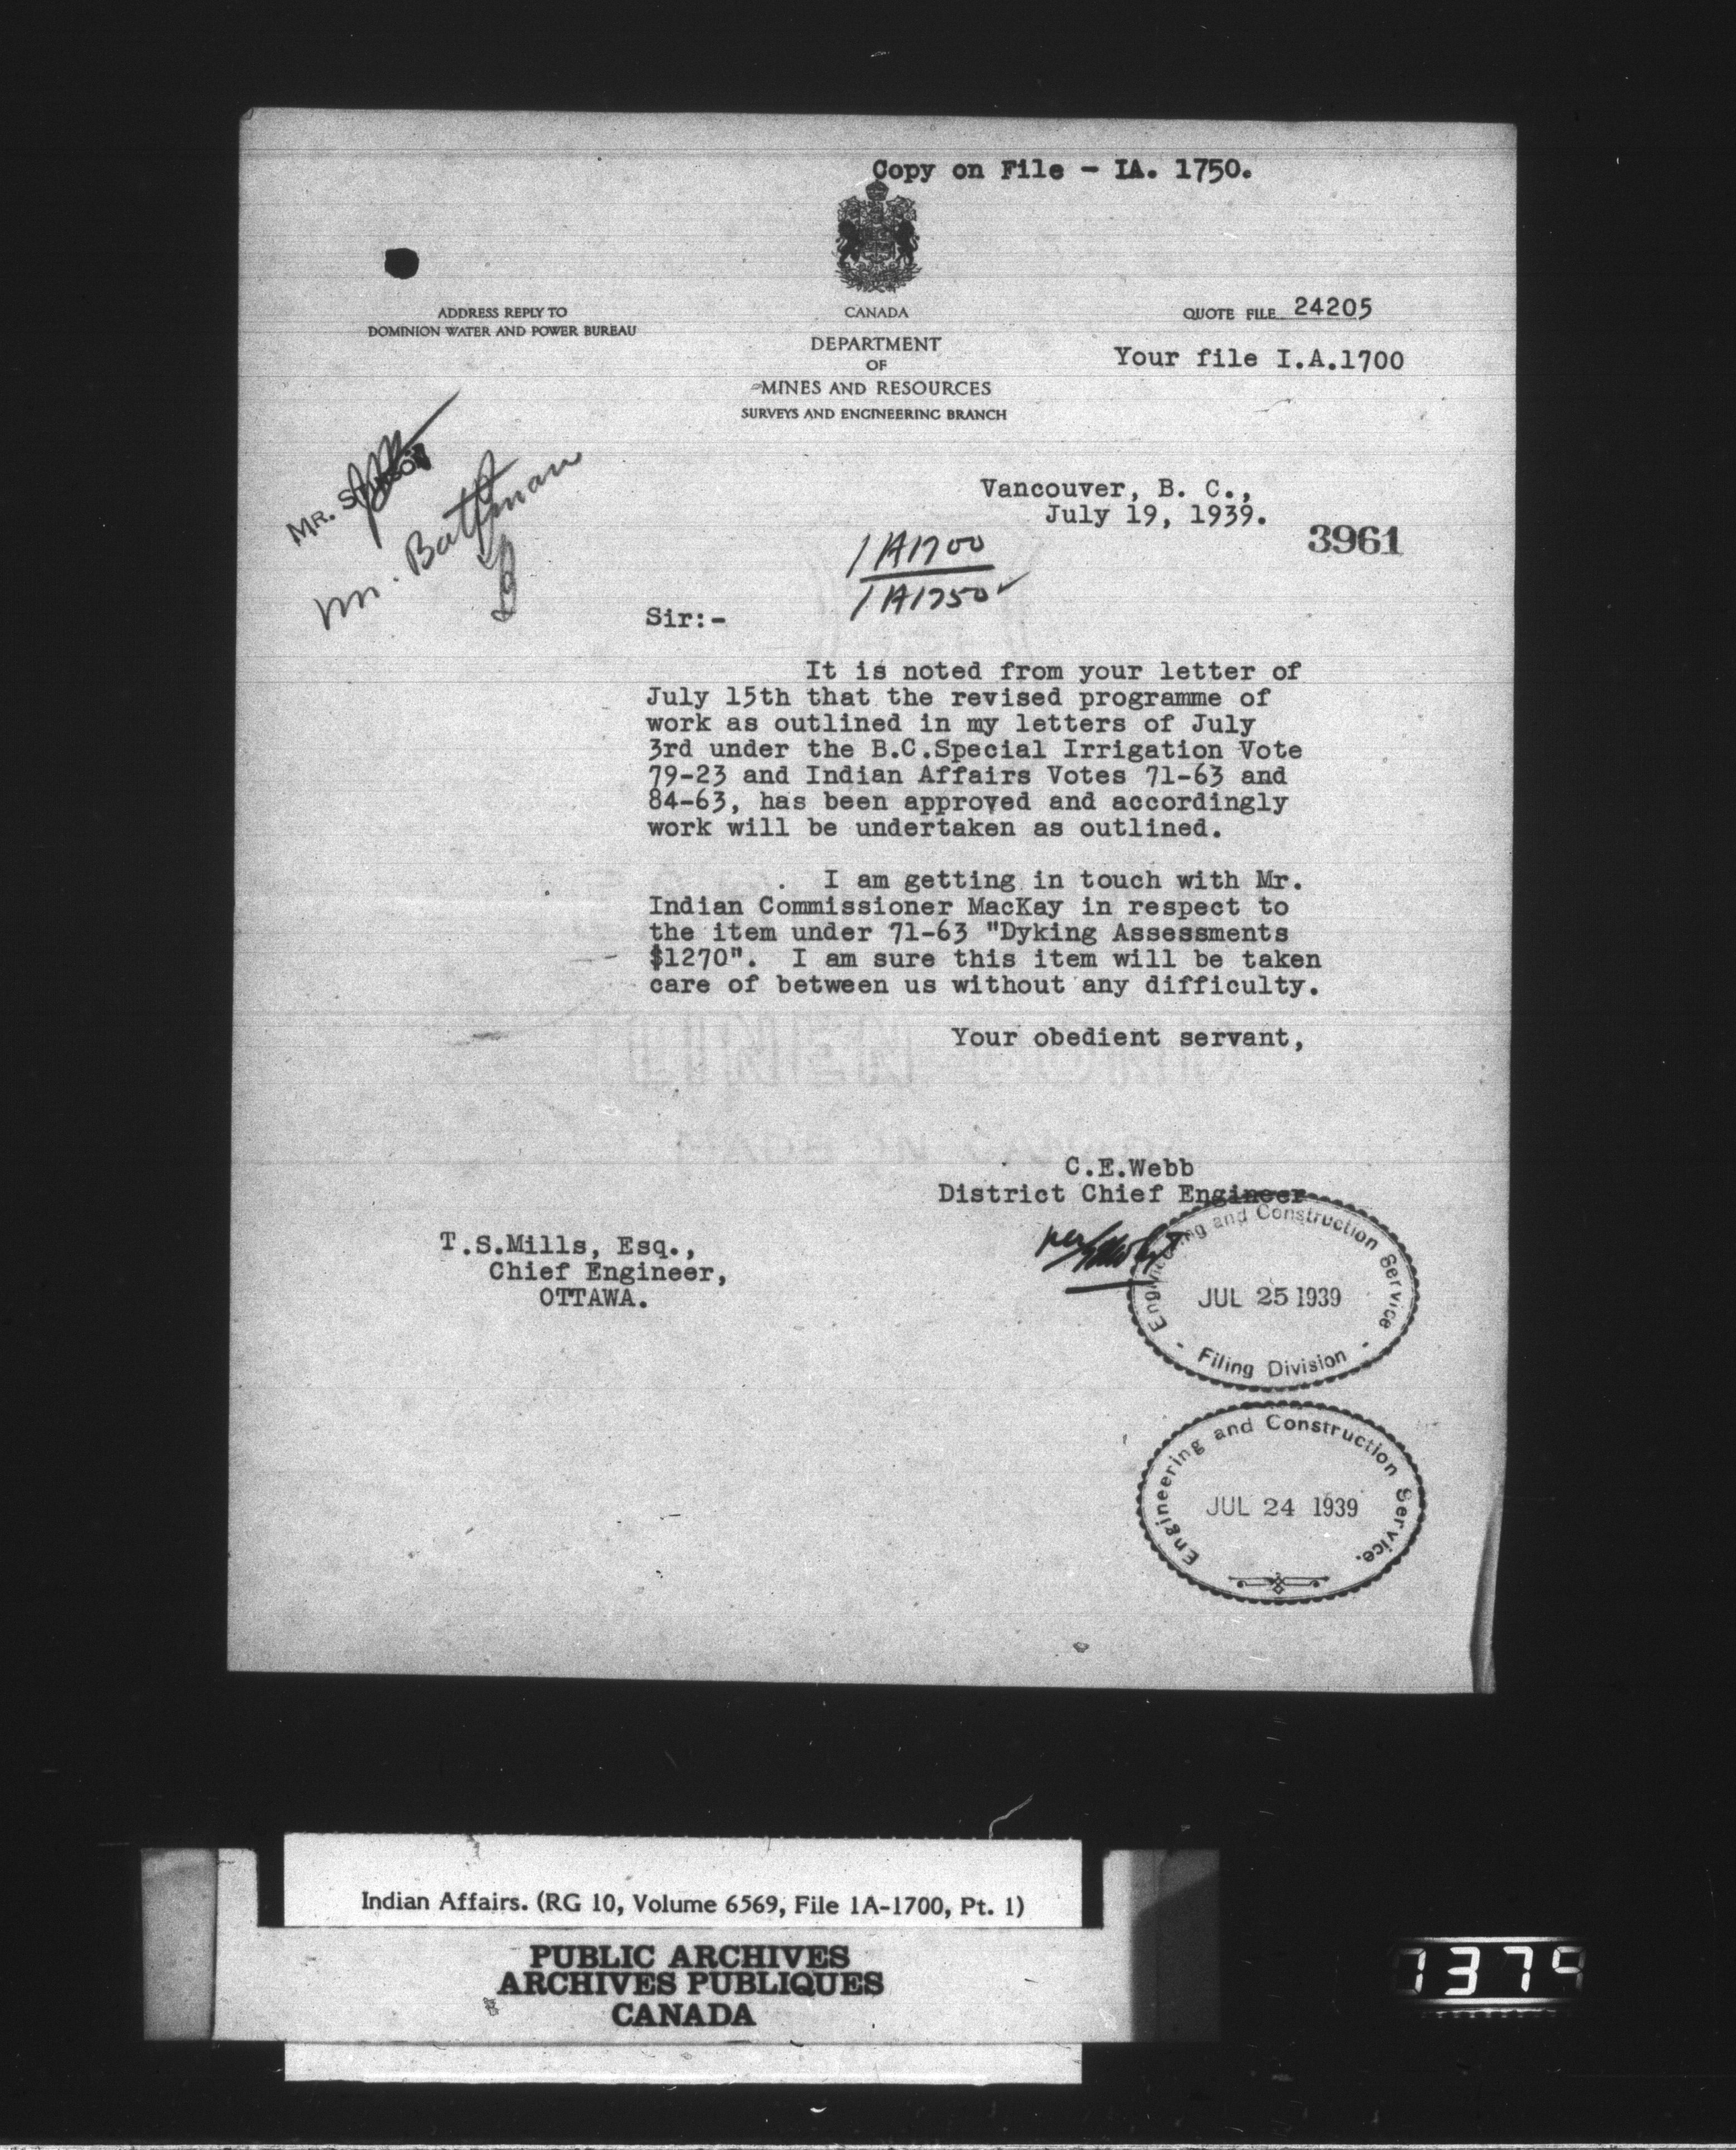 Copy on File - IA. 1750.
ADDRESS REPLY TO
DOMINION WATER AND POWER BUREAU
CANADA
DEPARTMENT
OF
MINES AND RESOURCES
SURVEYS AND ENGINEERING BRANCH
QUOTE FILE 24205
Your file I.A.1700
MR.
Mr. Battman
Vancouver, B. C.,
July 19, 1939.
3961
1A1700
1A1750
Sir:-
It is noted from your letter of
July 15th that the revised programme of
work as outlined in my letters of July
3rd under the B.C.Special Irrigation Vote
79-23 and Indian Affairs Votes 71-63 and
84-63, has been approved and accordingly
work will be undertaken as outlined.
I am getting in touch with Mr.
Indian Commissioner MacKay in respect to
the item under 71-63 "Dyking Assessments
$1270". I am sure this item will be taken
care of between us without any difficulty.
Your obedient servant,
C.E.Webb
District Chief Engineer
per
T.S.Mills, Esq.,
Chief Engineer,
OTTAWA.
Engineering and Construction Service
JUL 25 1939
Filing Division
Engineering and Construction Service.
JUL 24 1939
Indian Affairs. (RG 10, Volume 6569, File 1A-1700, Pt. 1)
PUBLIC ARCHIVES
ARCHIVES PUBLIQUES
CANADA
1379